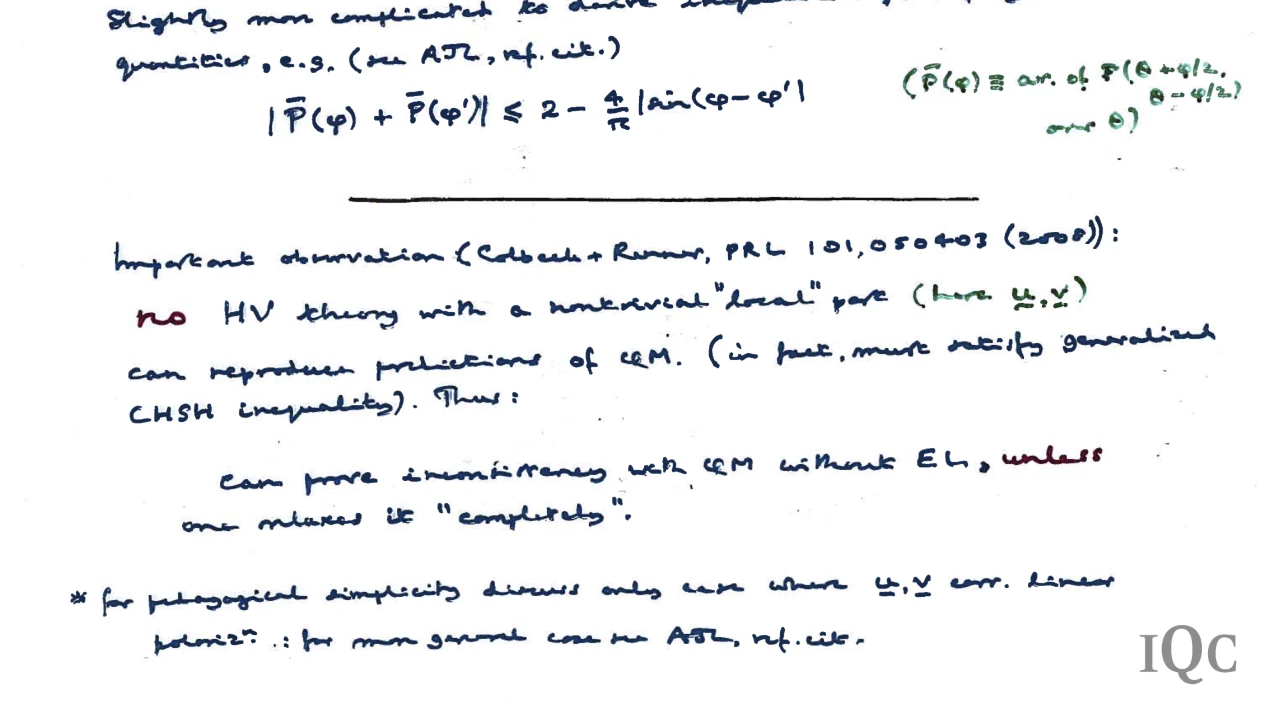 Slightly more complicated to derive
quantities, e.g. (see AJL, ref. cit.)
|P̄(φ) + P̄(φ')| ≤ 2 − 4/π |sin(φ−φ'|
(P̄(φ) ≡ av. of P(θ + φ/2,
θ − φ/2)
over θ)
Important observation (Colbeck + Renner, PRL 101, 050403 (2008)):
no HV theory with a nontrivial "local" part (here u, v)
can reproduce predictions of QM. (in fact, must satisfy generalized
CHSH inequality). Thus:
can prove inconsistency with QM without EL, unless
one relaxes it "completely".
* for pedagogical simplicity discuss only case where u, v corr. linear
polarizⁿ. : for more general case see AJL, ref. cit.
IQC